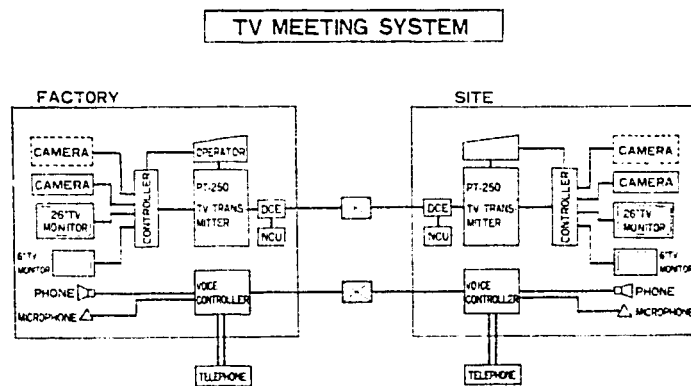 TV MEETING SYSTEM
FACTORY
SITE
CAMERA
CAMERA
26"TV
MONITOR
6"TV
MONITOR
PHONE
MICROPHONE
CONTROLLER
OPERATOR
PT-250
TV TRANS
MITTER
DCE
NCU
VOICE
CONTROLLER
TELEPHONE
DCE
NCU
PT-250
TV TRANS
MITTER
CONTROLLER
VOICE
CONTROLLER
TELEPHONE
CAMERA
CAMERA
26"TV
MONITOR
6"TV
MONITOR
PHONE
MICROPHONE